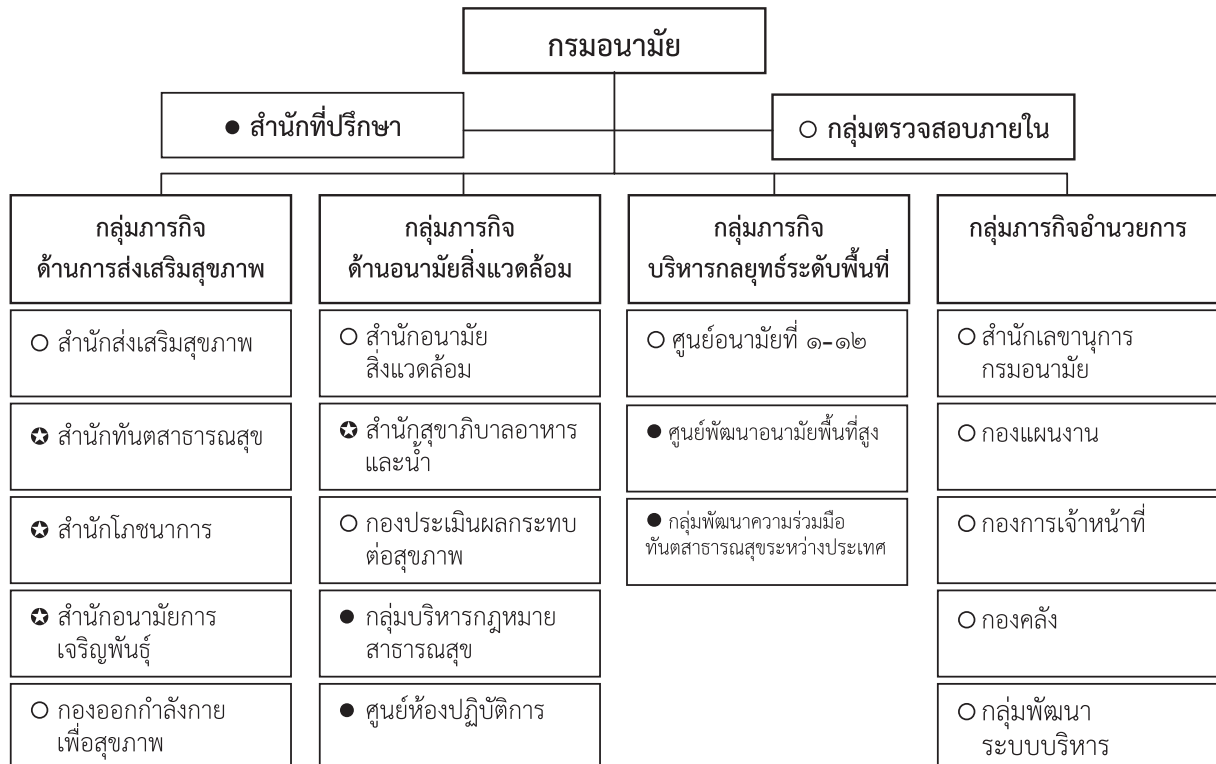 กรมอนามัย
● สำนักที่ปรึกษา
○ กลุ่มตรวจสอบภายใน
กลุ่มภารกิจ
ด้านการส่งเสริมสุขภาพ
○ สำนักส่งเสริมสุขภาพ
✪ สำนักทันตสาธารณสุข
✪ สำนักโภชนาการ
✪ สำนักอนามัยการ
เจริญพันธุ์
○ กองออกกำลังกาย
เพื่อสุขภาพ
กลุ่มภารกิจ
ด้านอนามัยสิ่งแวดล้อม
○ สำนักอนามัย
สิ่งแวดล้อม
✪ สำนักสุขาภิบาลอาหาร
และน้ำ
○ กองประเมินผลกระทบ
ต่อสุขภาพ
● กลุ่มบริหารกฎหมาย
สาธารณสุข
● ศูนย์ห้องปฏิบัติการ
กลุ่มภารกิจ
บริหารกลยุทธ์ระดับพื้นที่
○ ศูนย์อนามัยที่ ๑-๑๒
● ศูนย์พัฒนาอนามัยพื้นที่สูง
● กลุ่มพัฒนาความร่วมมือ
ทันตสาธารณสุขระหว่างประเทศ
กลุ่มภารกิจอำนวยการ
○ สำนักเลขานุการ
กรมอนามัย
○ กองแผนงาน
○ กองการเจ้าหน้าที่
○ กองคลัง
○ กลุ่มพัฒนา
ระบบบริหาร